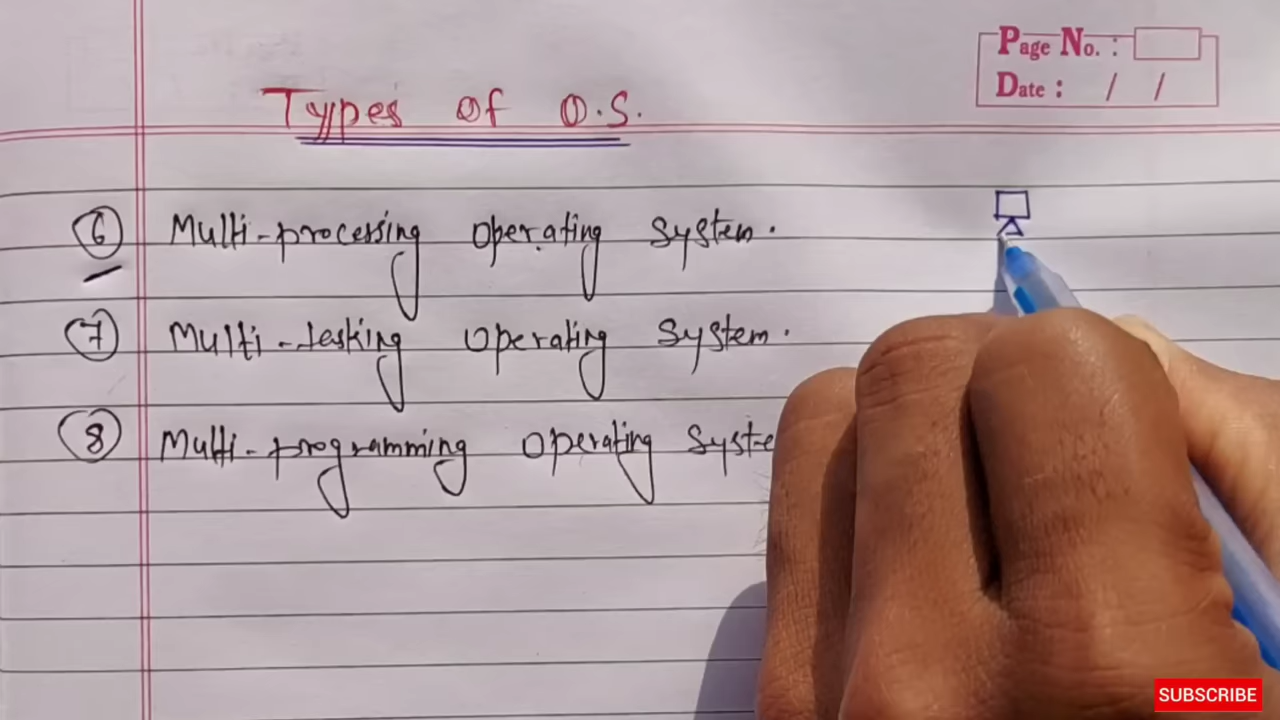 Page No. :
Date : / /
Types of O.S.
6 Multi-processing operating system.
7 Multi-tesking operating system.
8 Multi-programming operating syste
SUBSCRIBE